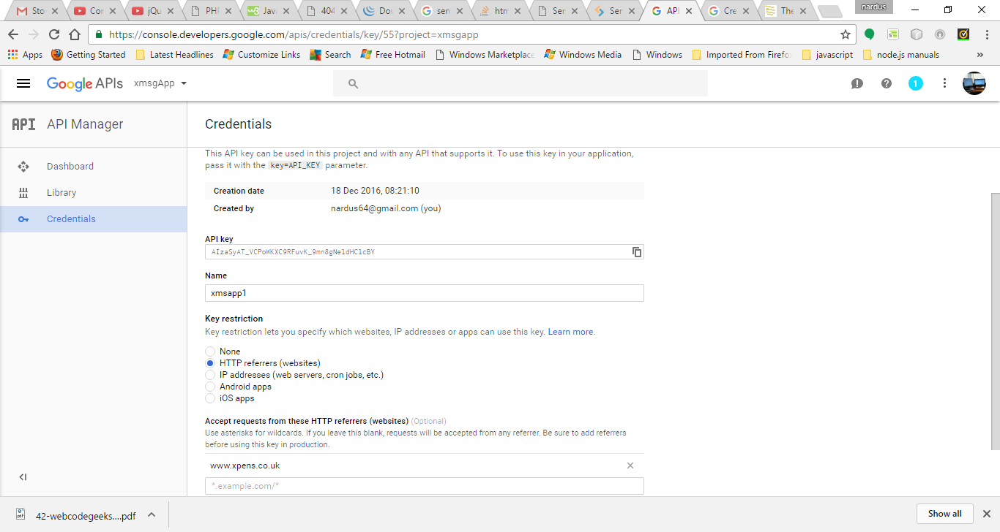 nardus
Sto
Cor
jQu
PHP
Java
404
Dov
sen
htm
Ser
Ser
API
Cre
The
https://console.developers.google.com/apis/credentials/key/55?project=xmsgapp
Apps
Getting Started
Latest Headlines
Customize Links
Search
Free Hotmail
Windows Marketplace
Windows Media
Windows
Imported From Firefo
javascript
node.js manuals
»
Google APIs
xmsgApp
1
API
API Manager
Credentials
Dashboard
Library
Credentials
This API key can be used in this project and with any API that supports it. To use this key in your application,
pass it with the key=API_KEY parameter.
Creation date
18 Dec 2016, 08:21:10
Created by
nardus64@gmail.com (you)
API key
AIzaSyAT_VCPoWKXC9RFuvK_9mn8gNeldHClcBY
Name
xmsapp1
Key restriction
Key restriction lets you specify which websites, IP addresses or apps can use this key. Learn more.
None
HTTP referrers (websites)
IP addresses (web servers, cron jobs, etc.)
Android apps
iOS apps
Accept requests from these HTTP referrers (websites) (Optional)
Use asterisks for wildcards. If you leave this blank, requests will be accepted from any referrer. Be sure to add referrers
before using this key in production.
www.xpens.co.uk
*.example.com/*
42-webcodegeeks....pdf
Show all